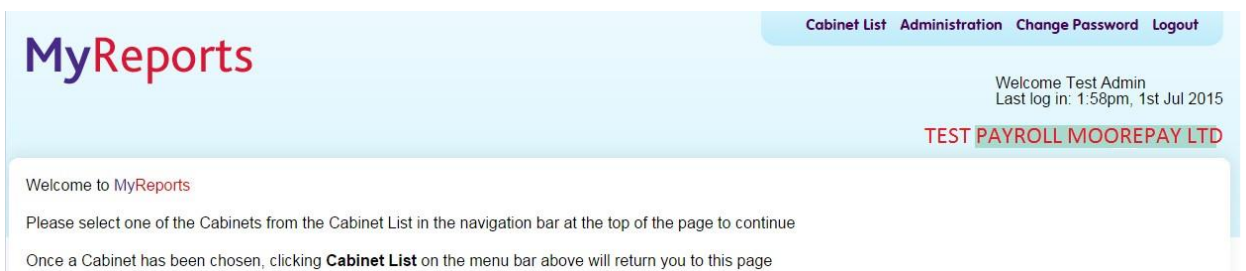 Cabinet List Administration Change Password Logout
MyReports
Welcome Test Admin
Last log in: 1:58pm, 1st Jul 2015
TEST PAYROLL MOOREPAY LTD
Welcome to MyReports
Please select one of the Cabinets from the Cabinet List in the navigation bar at the top of the page to continue
Once a Cabinet has been chosen, clicking Cabinet List on the menu bar above will return you to this page